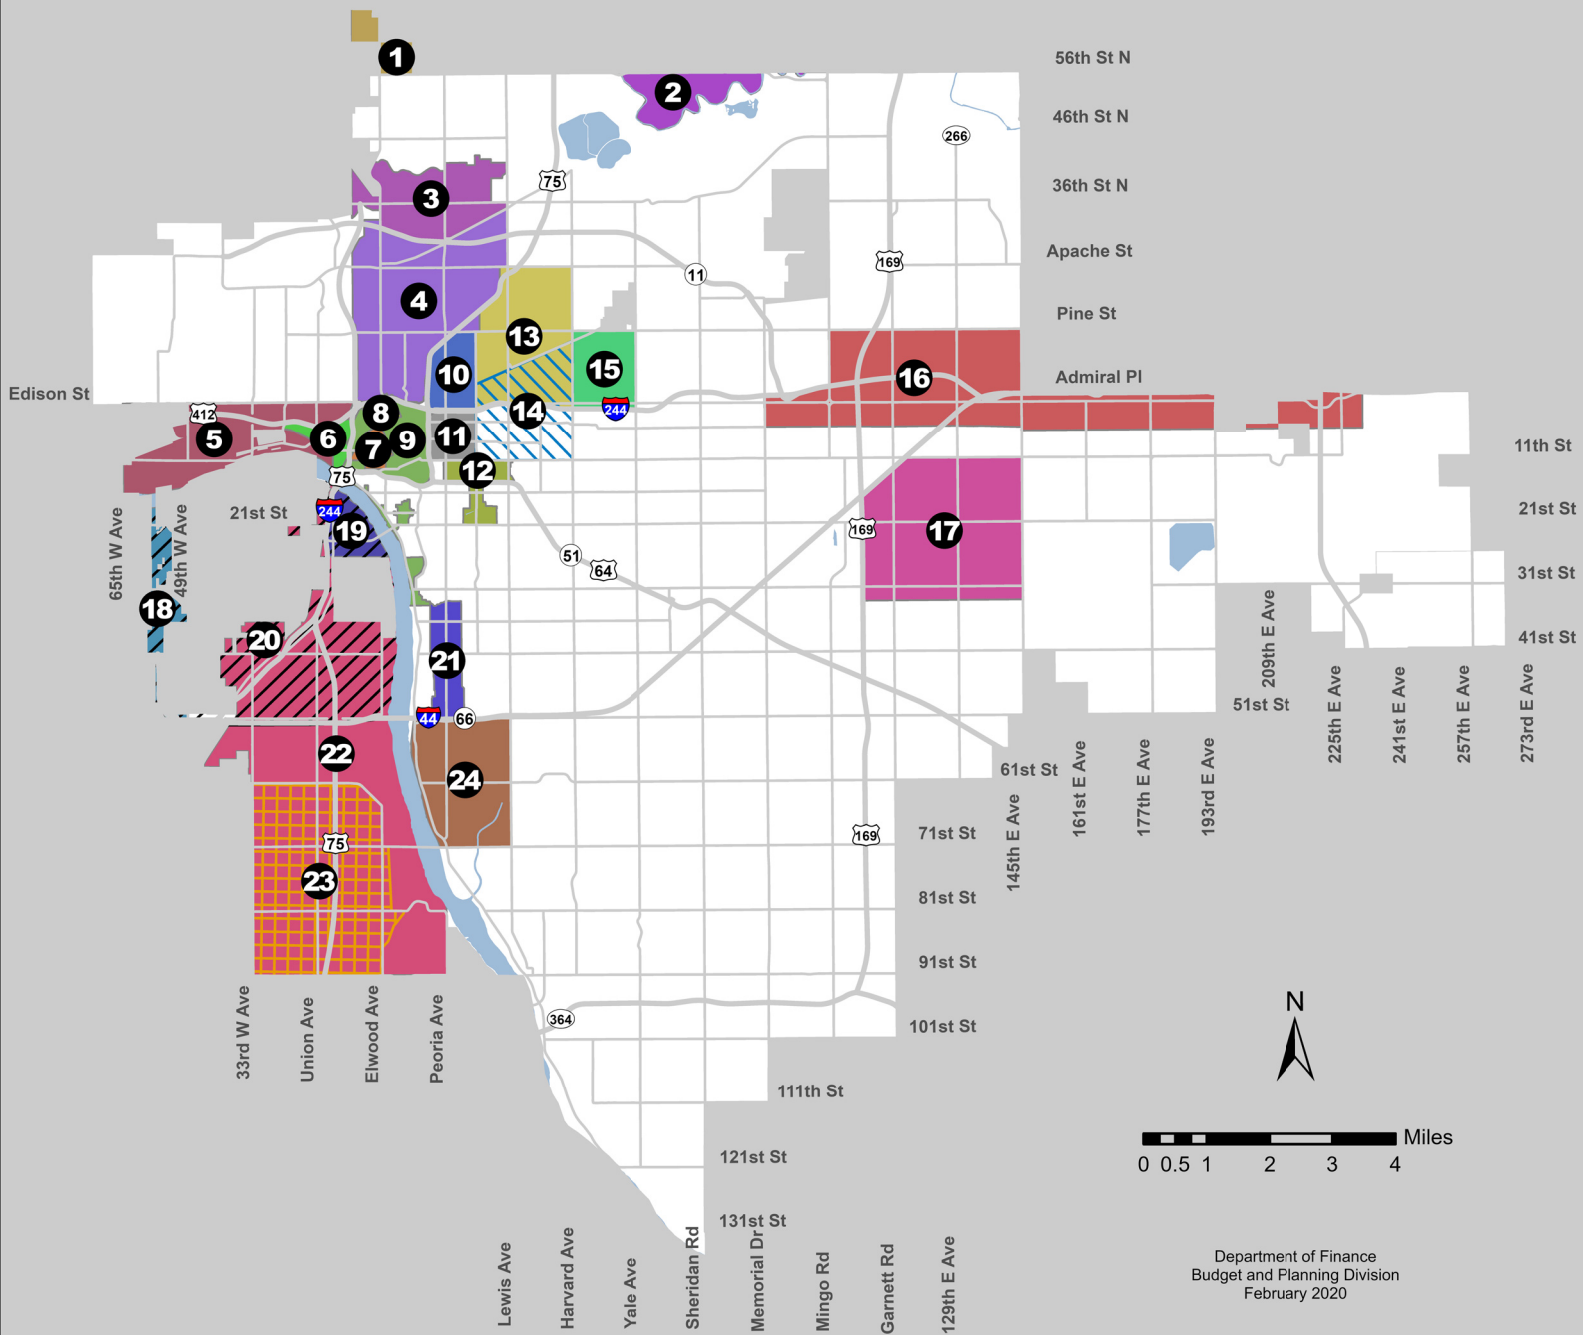 1
56th St N
2
46th St N
266
75
36th St N
3
Apache St
169
11
4
Pine St
13
15
10
16
Admiral Pl
Edison St
412
8
14
244
5
6
7
9
11
12
11th St
75
244
21st St
19
169
17
21st St
65th W Ave
49th W Ave
51
64
31st St
18
20
209th E Ave
41st St
21
44
66
51st St
22
24
61st St
225th E Ave
241st E Ave
257th E Ave
273rd E Ave
145th E Ave
161st E Ave
177th E Ave
193rd E Ave
75
169
71st St
23
81st St
91st St
33rd W Ave
Union Ave
Elwood Ave
Peoria Ave
364
101st St
N
111th St
Miles
0 0.5 1 2 3 4
121st St
131st St
Lewis Ave
Harvard Ave
Yale Ave
Sheridan Rd
Memorial Dr
Mingo Rd
Garnett Rd
129th E Ave
Department of Finance
Budget and Planning Division
February 2020